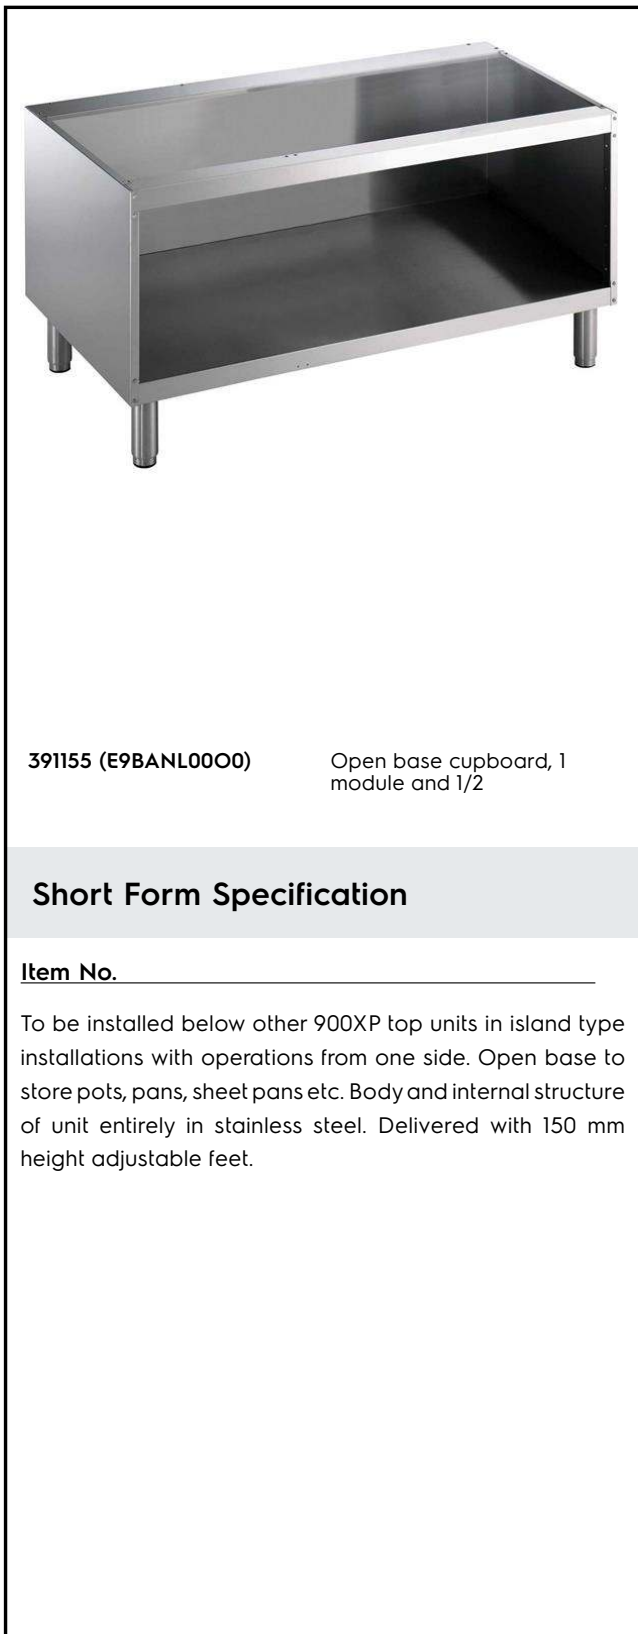 391155 (E9BANL00O0)
Open base cupboard, 1
module and 1/2
Short Form Specification
Item No.
To be installed below other 900XP top units in island type
installations with operations from one side. Open base to
store pots, pans, sheet pans etc. Body and internal structure
of unit entirely in stainless steel. Delivered with 150 mm
height adjustable feet.